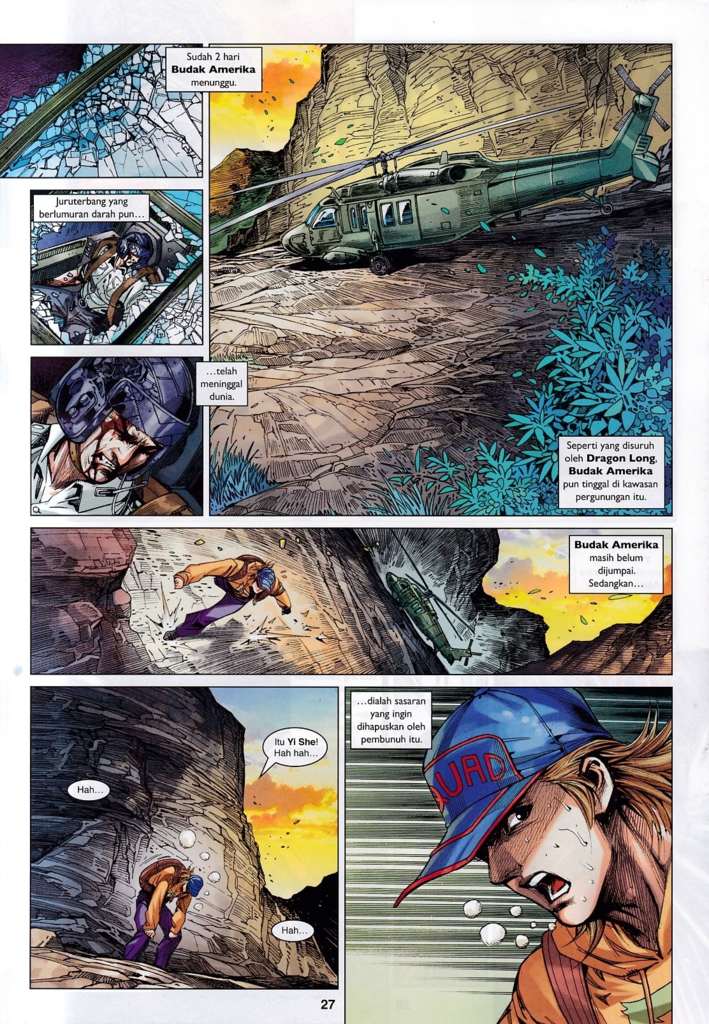 Sudah 2 hari
Budak Amerika
menunggu.
Juruterbang yang
berlumuran darah pun...
...telah
meninggal
dunia.
Seperti yang disuruh
oleh Dragon Long,
Budak Amerika
pun tinggal di kawasan
pergunungan itu.
Budak Amerika
masih belum
dijumpai.
Sedangkan...
Itu Yi She!
Hah hah...
Hah...
Hah...
...dialah sasaran
yang ingin
dihapuskan oleh
pembunuh itu.
UAD
27